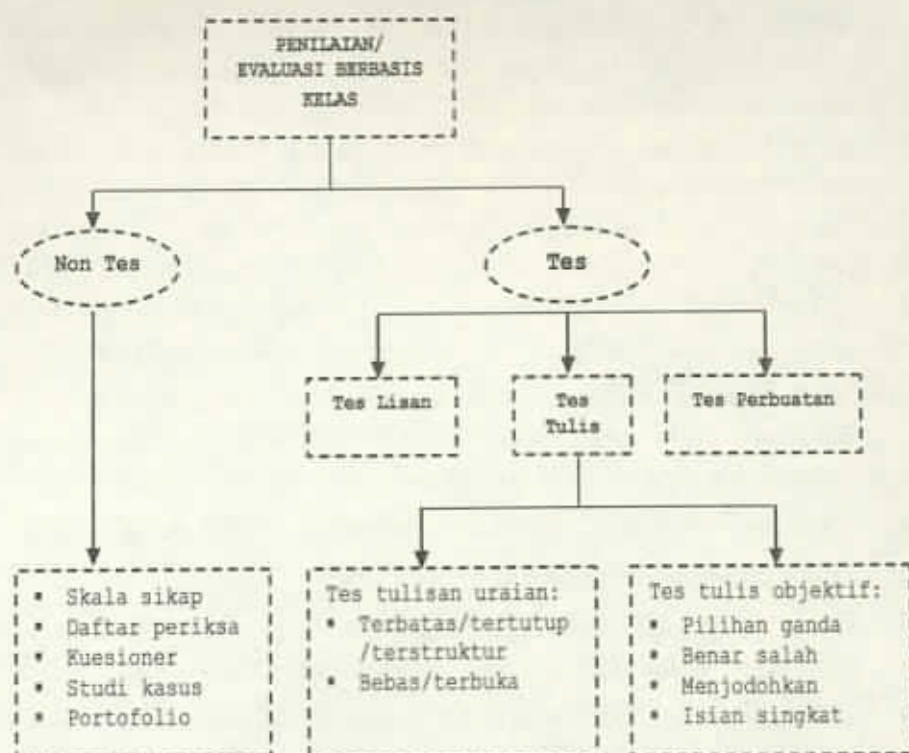 PENILAIAN/
EVALUASI BERBASIS
KELAS
Non Tes
Tes
Tes Lisan
Tes
Tulis
Tes Perbuatan
▪ Skala sikap
▪ Daftar periksa
▪ Kuesioner
▪ Studi kasus
▪ Portofolio
Tes tulisan uraian:
▪ Terbatas/tertutup
/terstruktur
▪ Bebas/terbuka
Tes tulis objektif:
▪ Pilihan ganda
▪ Benar salah
▪ Menjodohkan
▪ Isian singkat